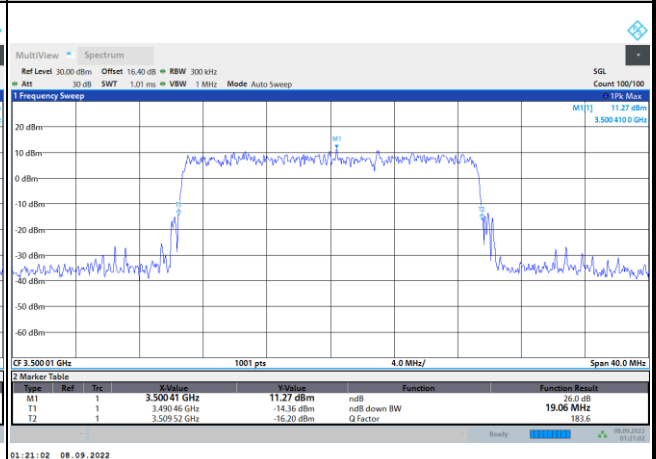 MultiView Spectrum
Ref Level 30.00 dBm Offset 16.40 dB RBW 300 kHz SGL
Att 30 dB SWT 1.01 ms VBW 1 MHz Mode Auto Sweep Count 100/100
1 Frequency Sweep 1Pk Max
M1[1] 11.27 dBm
3.500 410 0 GHz
20 dBm
M1
10 dBm
0 dBm
-10 dBm
T1 T2
-20 dBm
-30 dBm
-40 dBm
-50 dBm
-60 dBm
CF 3.500 01 GHz 1001 pts 4.0 MHz/ Span 40.0 MHz
2 Marker Table
Type Ref Trc X-Value Y-Value Function Function Result
M1 1 3.500 41 GHz 11.27 dBm ndB 26.0 dB
T1 1 3.490 46 GHz -14.36 dBm ndB down BW 19.06 MHz
T2 1 3.509 52 GHz -16.20 dBm Q Factor 183.6
Ready 08.09.2022
01:21:02
01:21:02 08.09.2022